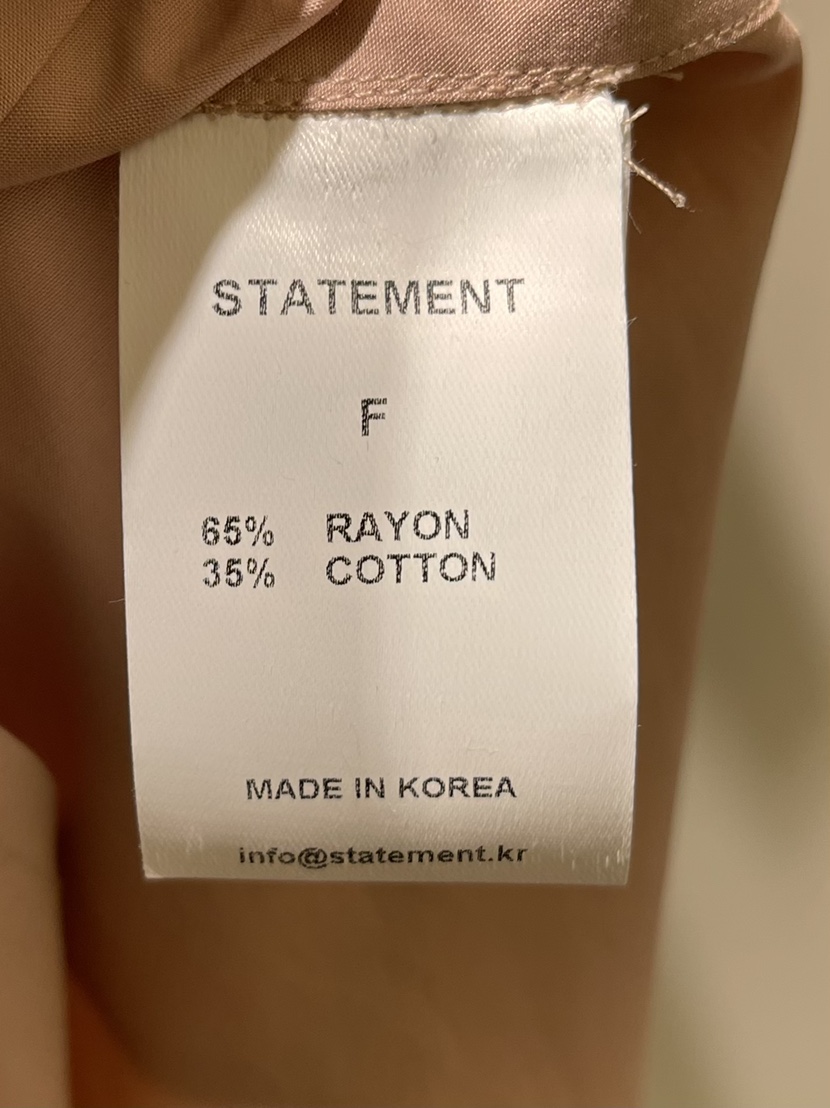 STATEMENT
F
65% RAYON
35% COTTON
MADE IN KOREA
info@statement.kr